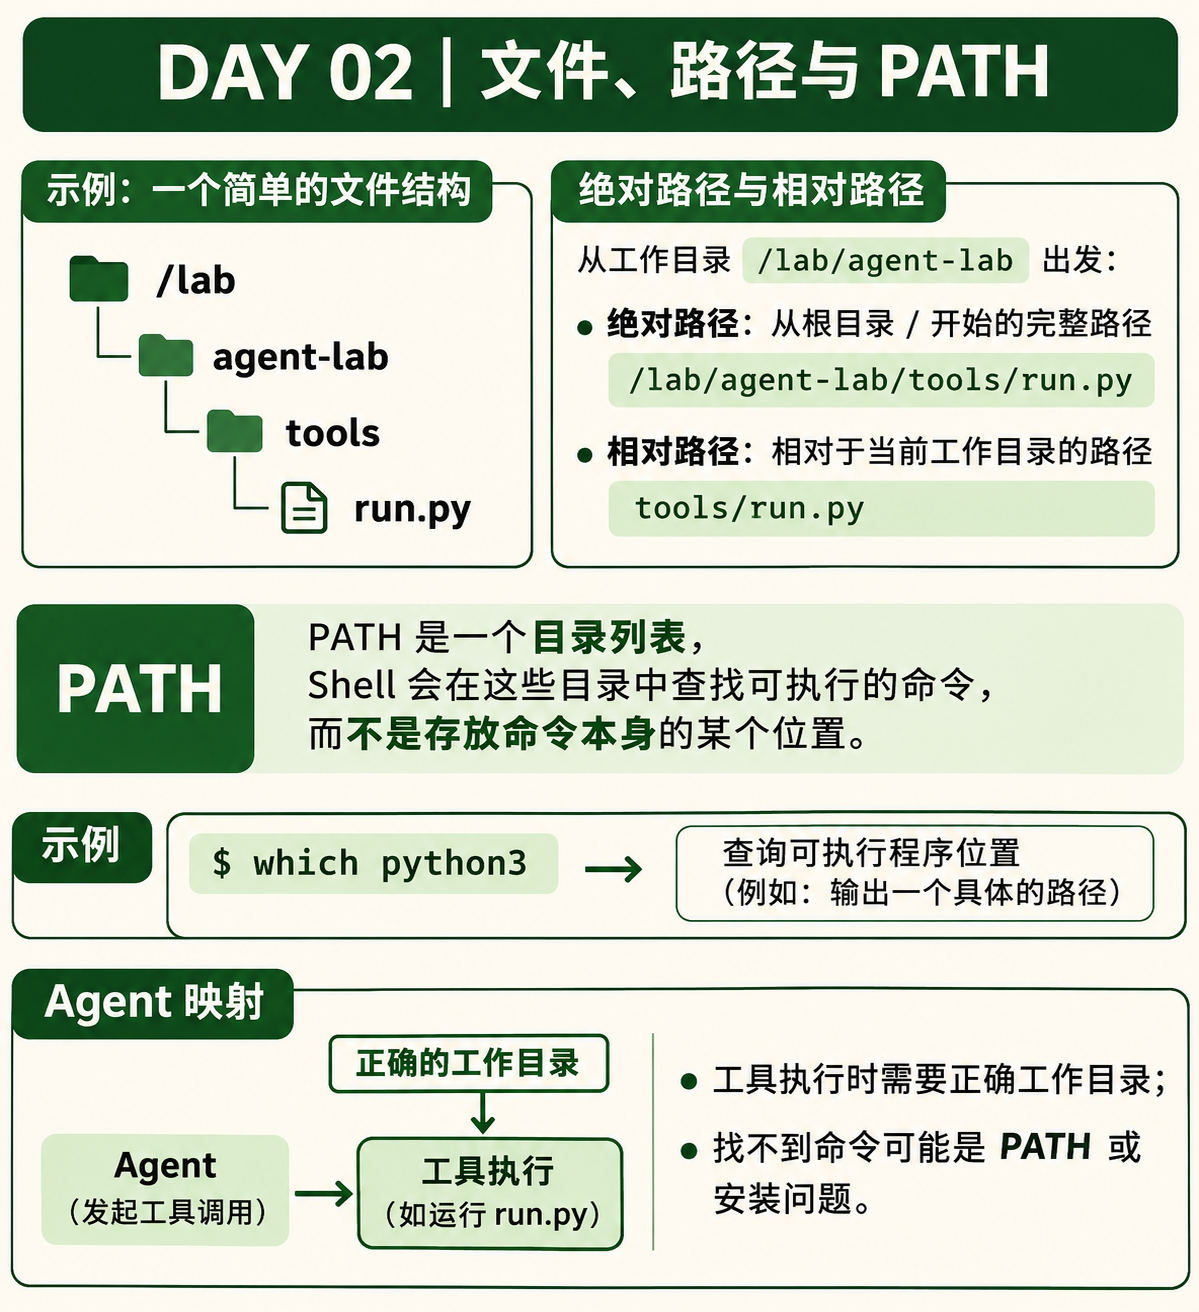 DAY 02 | 文件、路径与 PATH
示例：一个简单的文件结构
/lab
agent-lab
tools
run.py
绝对路径与相对路径
从工作目录 /lab/agent-lab 出发：
● 绝对路径：从根目录 / 开始的完整路径
/lab/agent-lab/tools/run.py
● 相对路径：相对于当前工作目录的路径
tools/run.py
PATH
PATH 是一个目录列表，
Shell 会在这些目录中查找可执行的命令，
而不是存放命令本身的某个位置。
示例
$ which python3
查询可执行程序位置
（例如：输出一个具体的路径）
Agent 映射
正确的工作目录
Agent
（发起工具调用）
工具执行
（如运行 run.py）
● 工具执行时需要正确工作目录；
● 找不到命令可能是 PATH 或
安装问题。